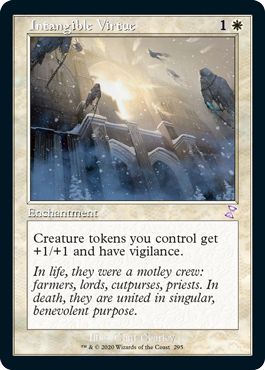 Intangible Virtue 1
Enchantment
Creature tokens you control get
+1/+1 and have vigilance.
In life, they were a motley crew:
farmers, lords, cutpurses, priests. In
death, they are united in singular,
benevolent purpose.
™ & © 2020 Wizards of the Coast 295